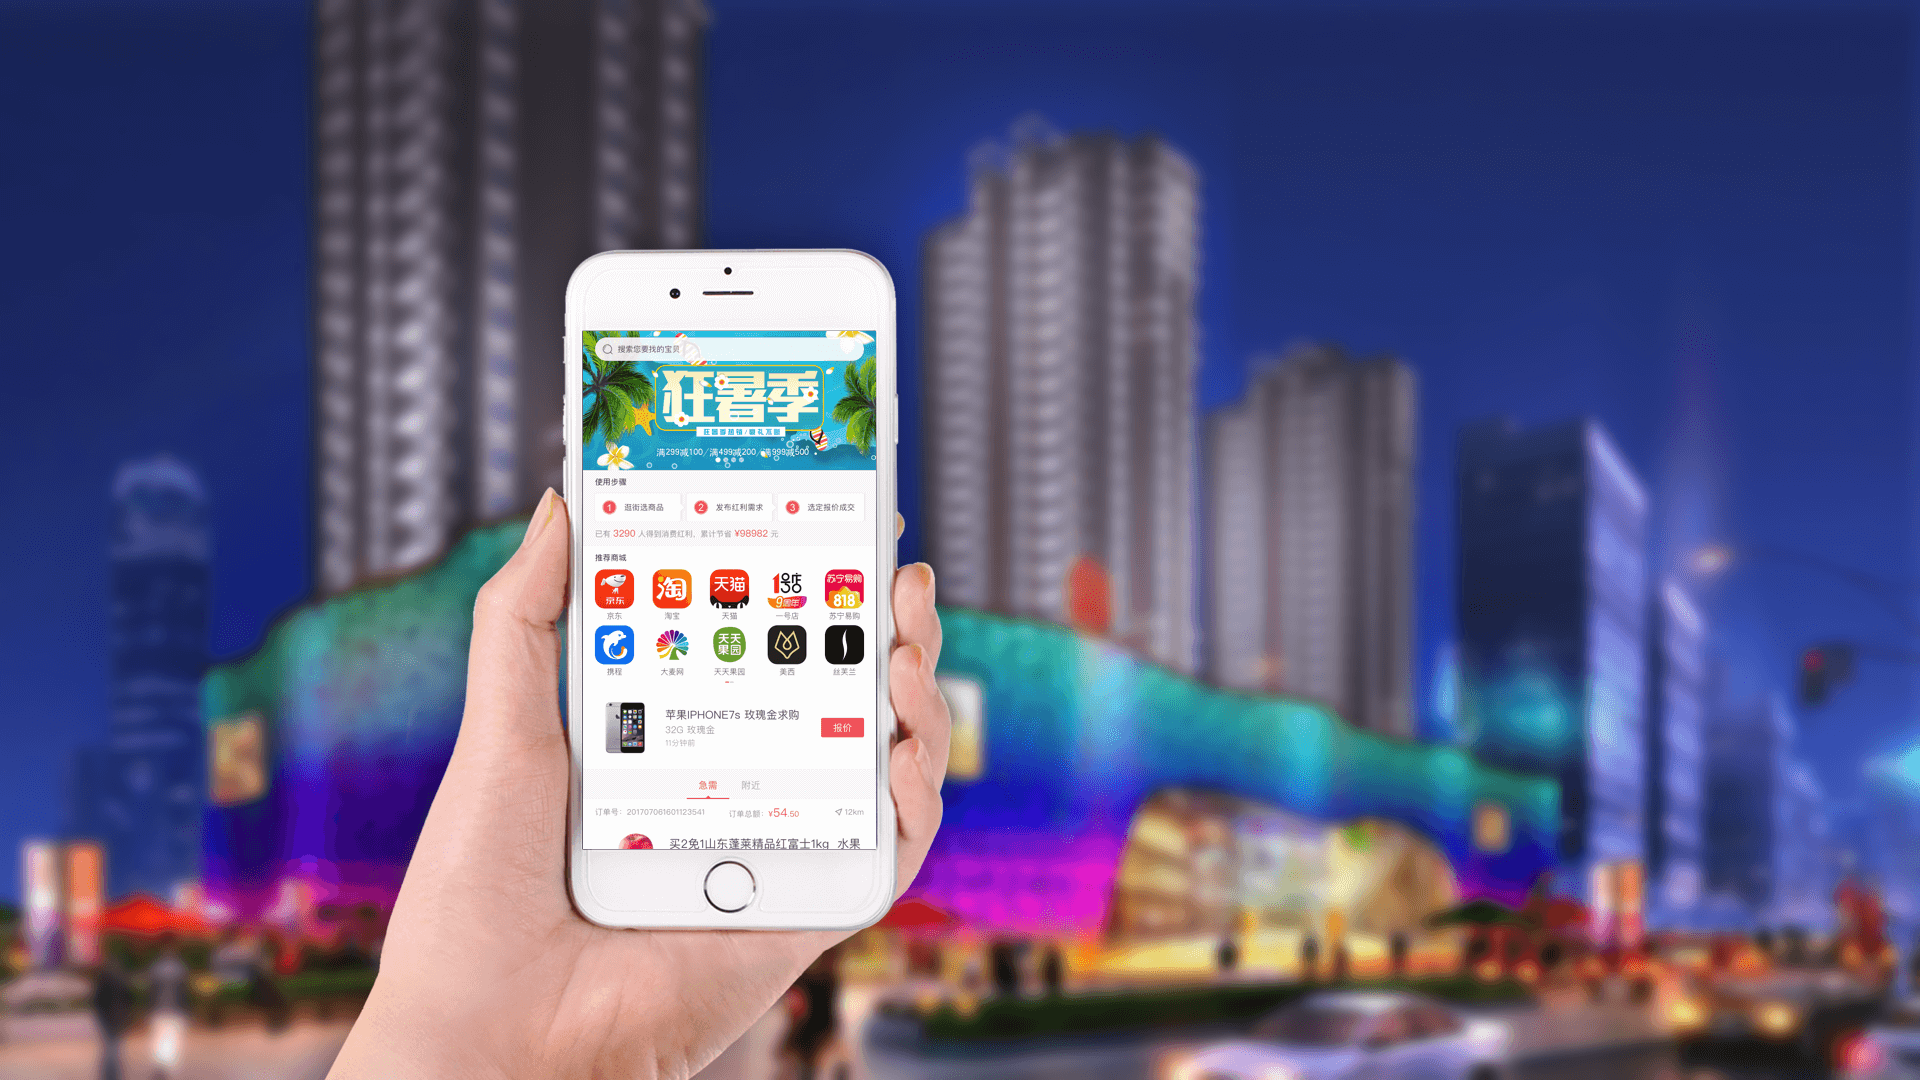 搜索您要找的宝贝
狂暑季
满299减100/满499减200/满999减500
使用步骤
1 逛街选商品
2 发布红利需求
3 选定报价成交
已有 3290 人得到消费红利，累计节省 ¥98982 元
推荐商城
京东
天猫
1号店
9周年
苏宁易购
818
淘
京东
淘宝
天猫
一号店
苏宁易购
天天果园
携程
大麦网
天天果园
美西
丝芙兰
苹果IPHONE7s 玫瑰金求购
32G 玫瑰金
11分钟前
报价
急需
附近
订单号：201707061601123541
订单总额：¥54.50
12km
买2免1山东蓬莱精品红富士1kg 水果